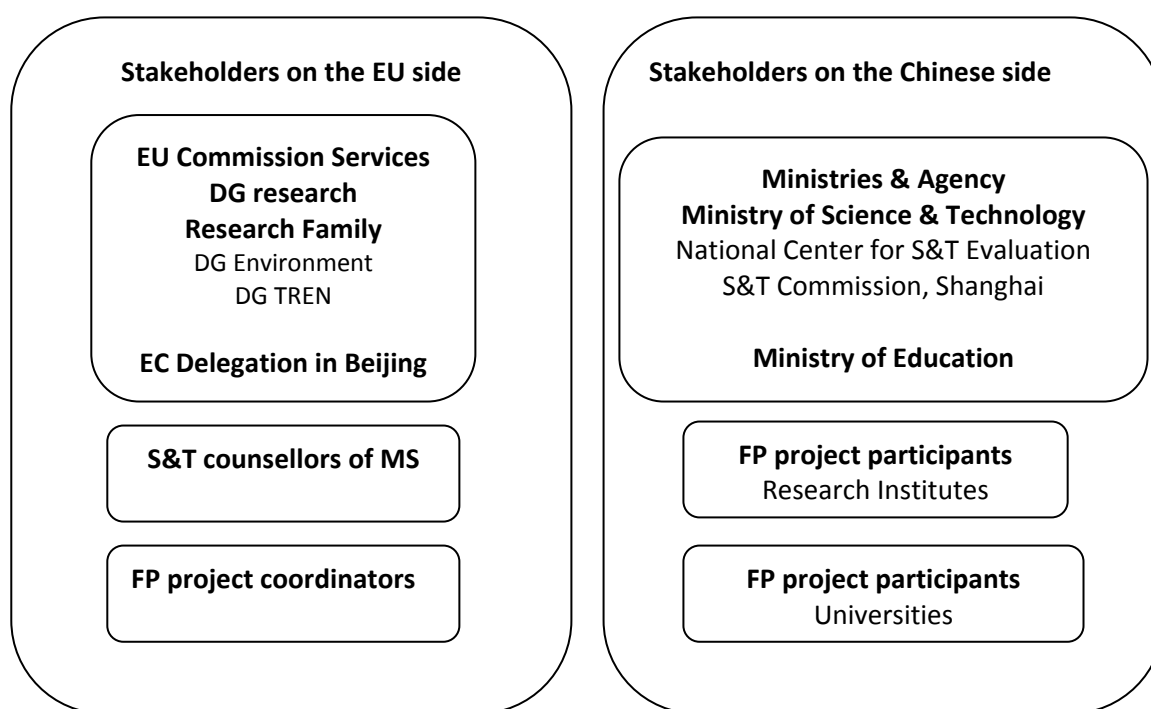 Stakeholders on the EU side
EU Commission Services
DG research
Research Family
DG Environment
DG TREN
EC Delegation in Beijing
S&T counsellors of MS
FP project coordinators
Stakeholders on the Chinese side
Ministries & Agency
Ministry of Science & Technology
National Center for S&T Evaluation
S&T Commission, Shanghai
Ministry of Education
FP project participants
Research Institutes
FP project participants
Universities